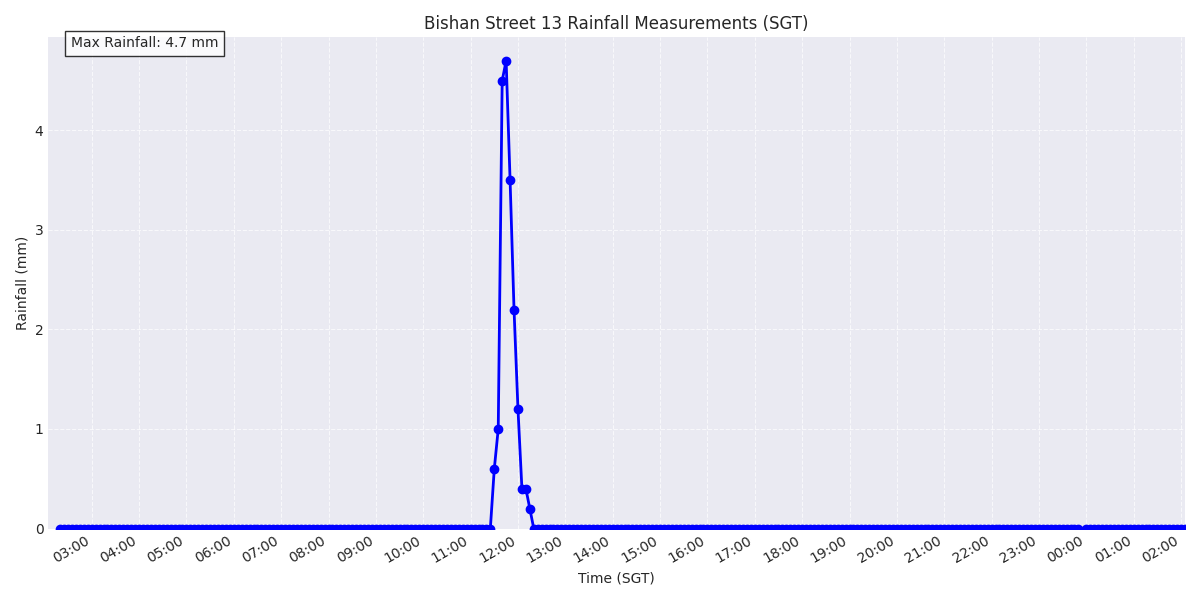 Bishan Street 13 Rainfall Measurements (SGT)
Max Rainfall: 4.7 mm
4
3
2
1
0
Rainfall (mm)
03:00 04:00 05:00 06:00 07:00 08:00 09:00 10:00 11:00 12:00 13:00 14:00 15:00 16:00 17:00 18:00 19:00 20:00 21:00 22:00 23:00 00:00 01:00 02:00
Time (SGT)